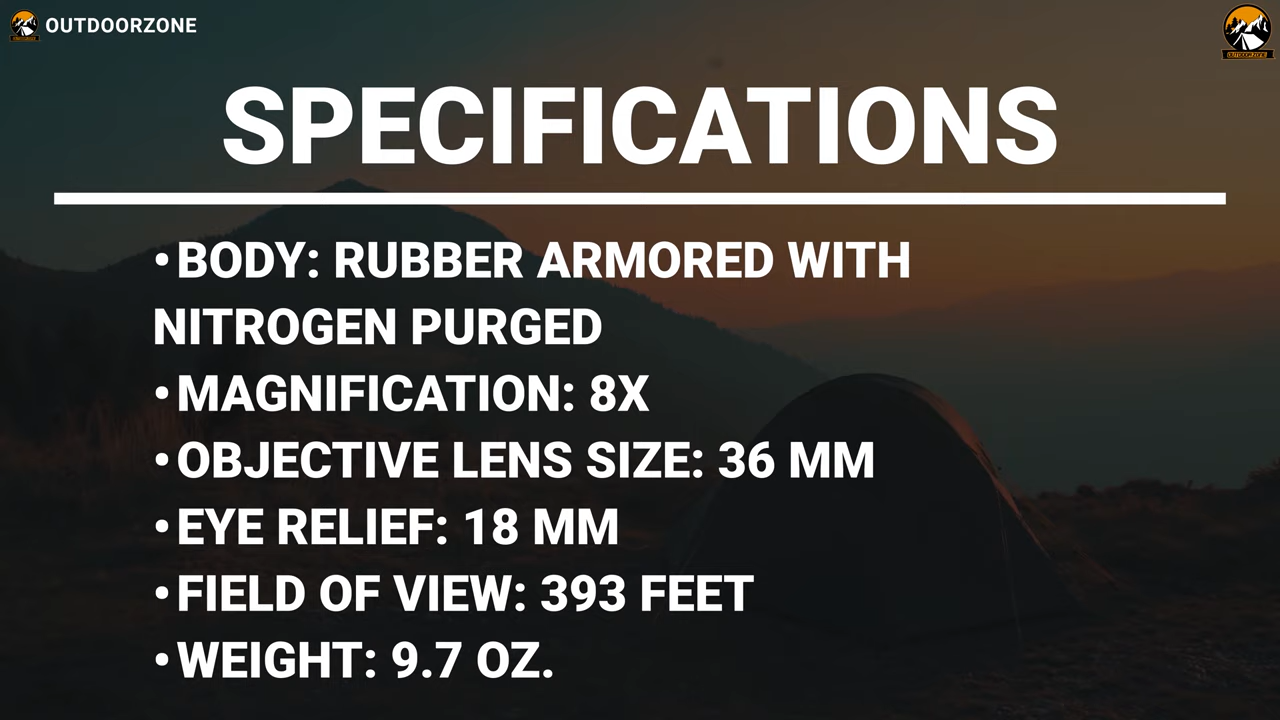 OUTDOORZONE
OUTDOORZONE
SPECIFICATIONS
•BODY: RUBBER ARMORED WITH
NITROGEN PURGED
•MAGNIFICATION: 8X
•OBJECTIVE LENS SIZE: 36 MM
•EYE RELIEF: 18 MM
•FIELD OF VIEW: 393 FEET
•WEIGHT: 9.7 OZ.